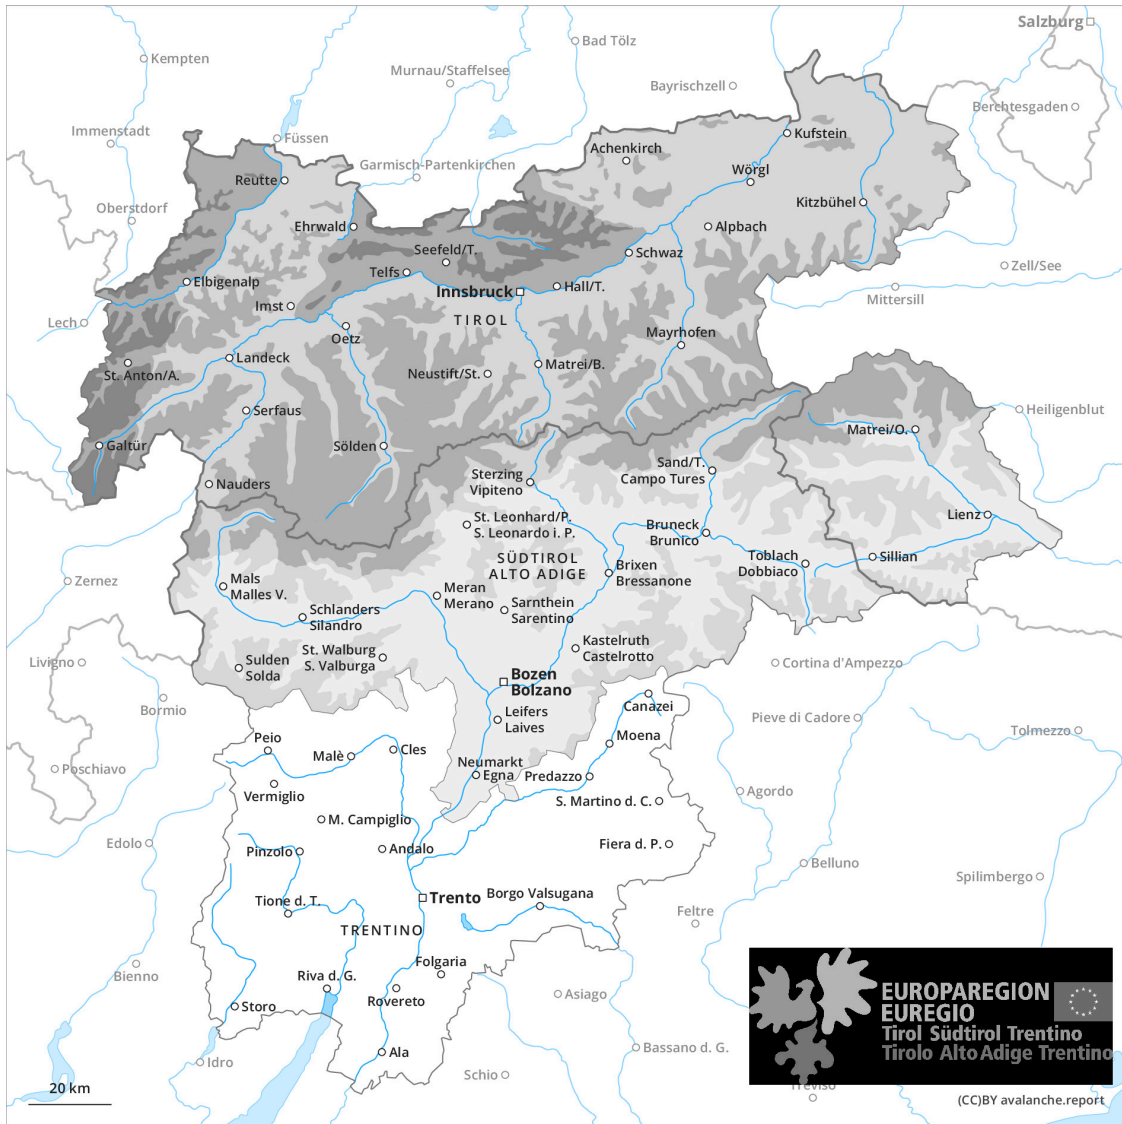 Salzburg
Bad Tölz
Kempten
Murnau/Staffelsee
Bayrischzell
Berchtesgaden
Immenstadt
Füssen
Kufstein
Achenkirch
Garmisch-Partenkirchen
Wörgl
Reutte
Kitzbühel
Oberstdorf
Ehrwald
Alpbach
Seefeld/T.
Schwaz
Zell/See
Telfs
Elbigenalp
Hall/T.
Innsbruck
Mittersill
Imst
TIROL
Lech
Mayrhofen
Oetz
Landeck
Matrei/B.
St. Anton/A.
Neustift/St.
Serfaus
Heiligenblut
Matrei/O.
Galtür
Sölden
Sand/T.
Campo Tures
Sterzing
Vipiteno
Nauders
Lienz
St. Leonhard/P.
S. Leonardo i. P.
Bruneck
Brunico
SÜDTIROL
ALTO ADIGE
Toblach
Dobbiaco
Sillian
Brixen
Bressanone
Zernez
Mals
Malles V.
Meran
Merano
Sarnthein
Sarentino
Schlanders
Silandro
Kastelruth
Castelrotto
St. Walburg
S. Valburga
Livigno
Sulden
Solda
Cortina d'Ampezzo
Bozen
Bolzano
Bormio
Canazei
Leifers
Laives
Pieve di Cadore
Tolmezzo
Peio
Moena
Malè
Cles
Neumarkt
Egna
Predazzo
Poschiavo
Vermiglio
Agordo
S. Martino d. C.
M. Campiglio
Edolo
Pinzolo
Andalo
Fiera d. P.
Belluno
Spilimbergo
Borgo Valsugana
Trento
Tione d. T.
Feltre
TRENTINO
Folgaria
Bienno
Riva d. G.
Rovereto
Asiago
Storo
EUROPAREGION
EUREGIO
Tirol Südtirol Trentino
Tirolo Alto Adige Trentino
Ala
Bassano d. G.
Idro
Schio
Treviso
20 km
(CC)BY avalanche.report